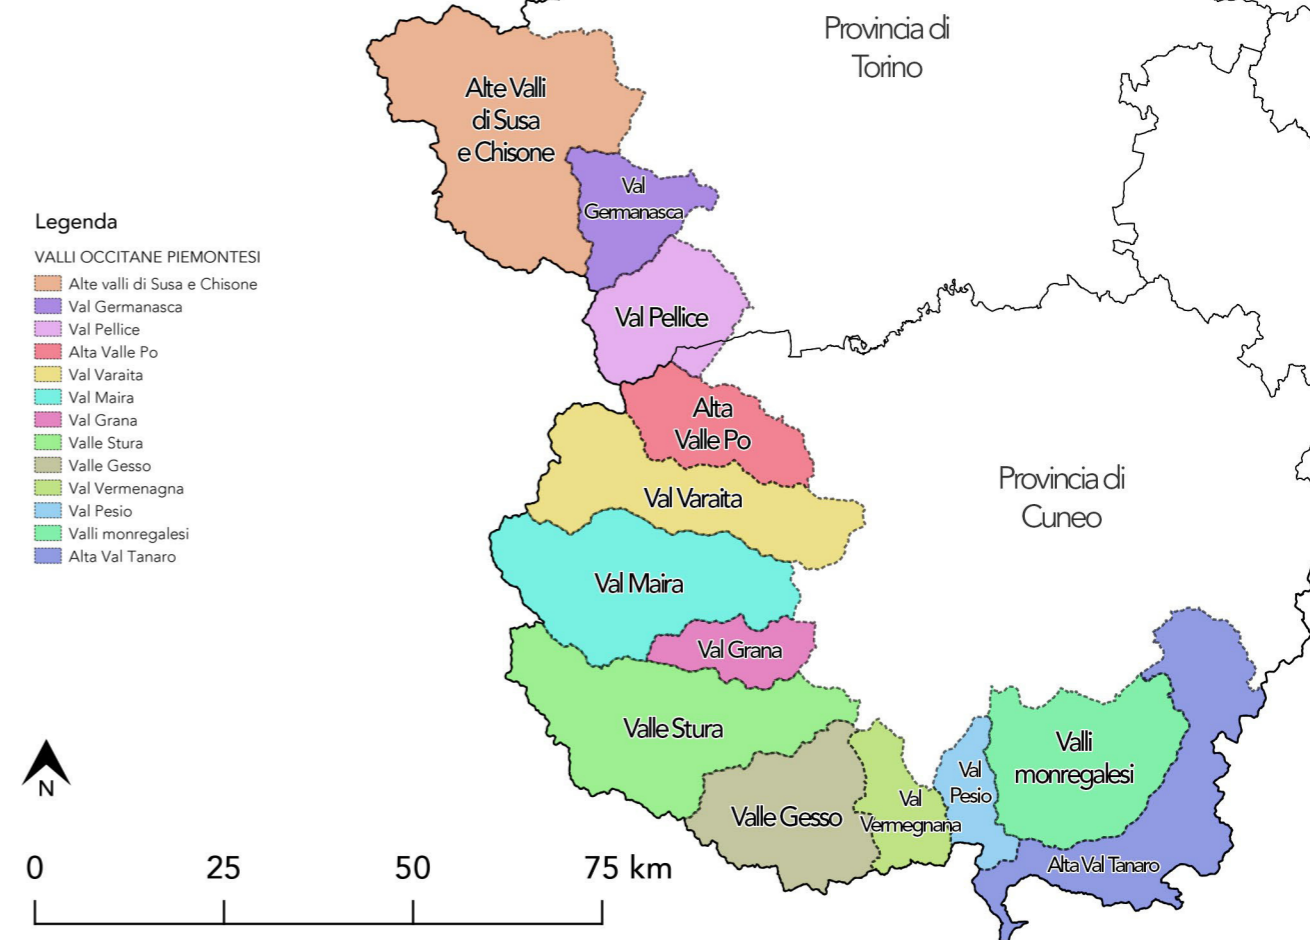 Provincia di
Torino
Alte Valli
di Susa
e Chisone
Val
Germanasca
Legenda
VALLI OCCITANE PIEMONTESI
Alte valli di Susa e Chisone
Val Germanasca
Val Pellice
Alta Valle Po
Val Varaita
Val Maira
Val Grana
Valle Stura
Valle Gesso
Val Vermenagna
Val Pesio
Valli monregalesi
Alta Val Tanaro
Val Pellice
Alta
Valle Po
Val Varaita
Provincia di
Cuneo
Val Maira
Val Grana
Valle Stura
Valli
monregalesi
Val
Pesio
Val
Vermegnana
Valle Gesso
Alta Val Tanaro
N
0 25 50 75 km